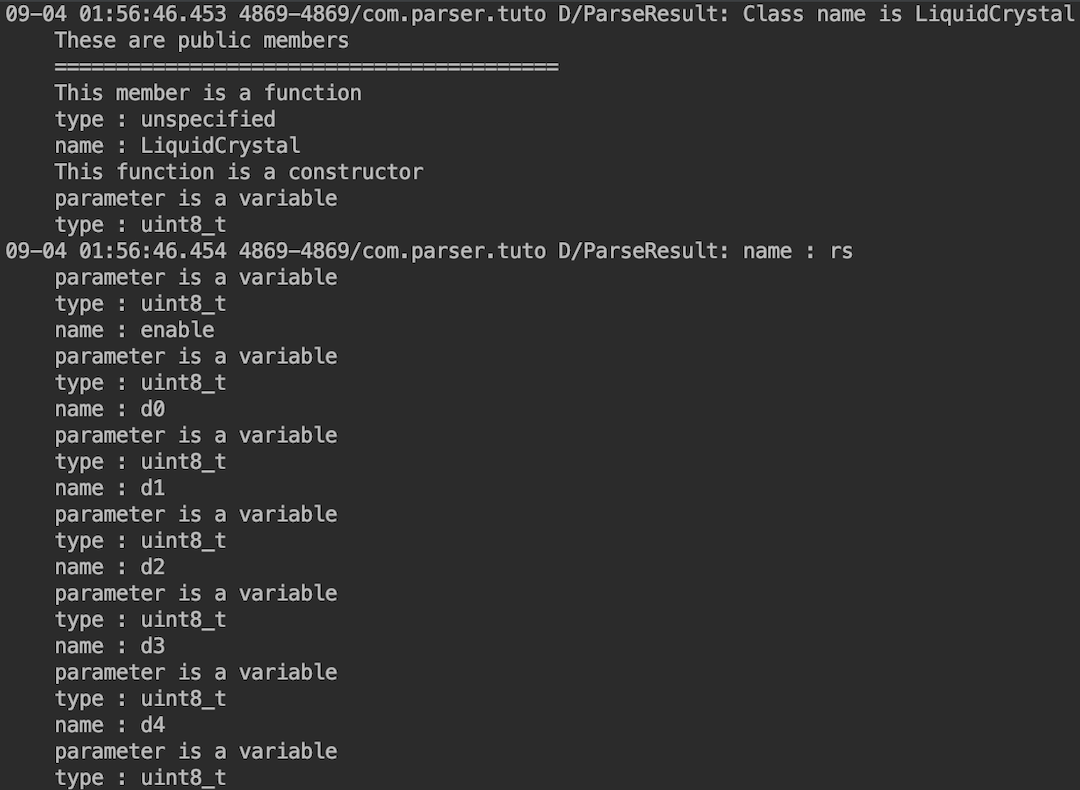 09-04 01:56:46.453 4869-4869/com.parser.tuto D/ParseResult: Class name is LiquidCrystal
These are public members
=========================================
This member is a function
type : unspecified
name : LiquidCrystal
This function is a constructor
parameter is a variable
type : uint8_t
09-04 01:56:46.454 4869-4869/com.parser.tuto D/ParseResult: name : rs
parameter is a variable
type : uint8_t
name : enable
parameter is a variable
type : uint8_t
name : d0
parameter is a variable
type : uint8_t
name : d1
parameter is a variable
type : uint8_t
name : d2
parameter is a variable
type : uint8_t
name : d3
parameter is a variable
type : uint8_t
name : d4
parameter is a variable
type : uint8_t